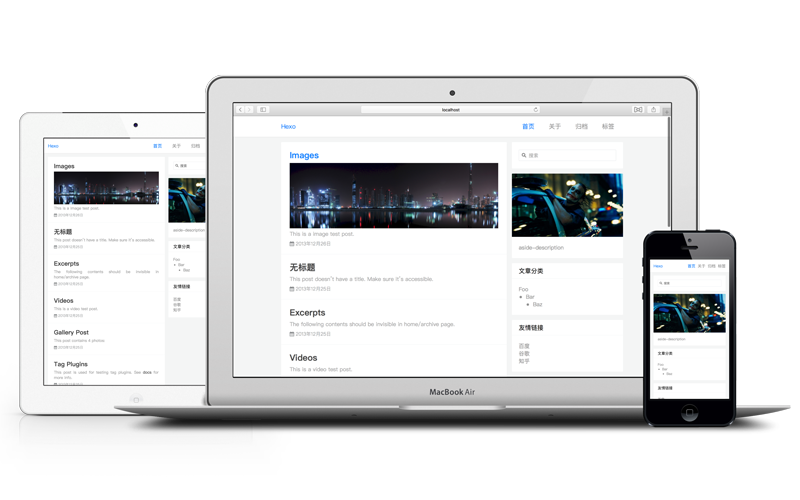 Hexo
首页 关于 归档
Images
This is a image test post.
2013年12月26日
无标题
This post doesn't have a title. Make sure it's accessible.
2013年12月26日
Excerpts
The following contents should be invisible in home/archive page.
2013年12月26日
Videos
This is a video test post.
2013年12月26日
Gallery Post
This post contains 4 photos:
2013年12月26日
Tag Plugins
This post is used for testing tag plugins. See docs for more info.
搜索
aside-description
文章分类
Foo
Bar
Baz
友情链接
百度
谷歌
知乎
localhost
Hexo
首页 关于 归档 标签
Images
This is a image test post.
2013年12月26日
无标题
This post doesn't have a title. Make sure it's accessible.
2013年12月26日
Excerpts
The following contents should be invisible in home/archive page.
2013年12月26日
Videos
This is a video test post.
搜索
aside-description
文章分类
Foo
Bar
Baz
友情链接
百度
谷歌
知乎
MacBook Air
Hexo
首页 关于 归档 标签
搜索
aside-description
文章分类
Foo
Bar
Baz
友情链接